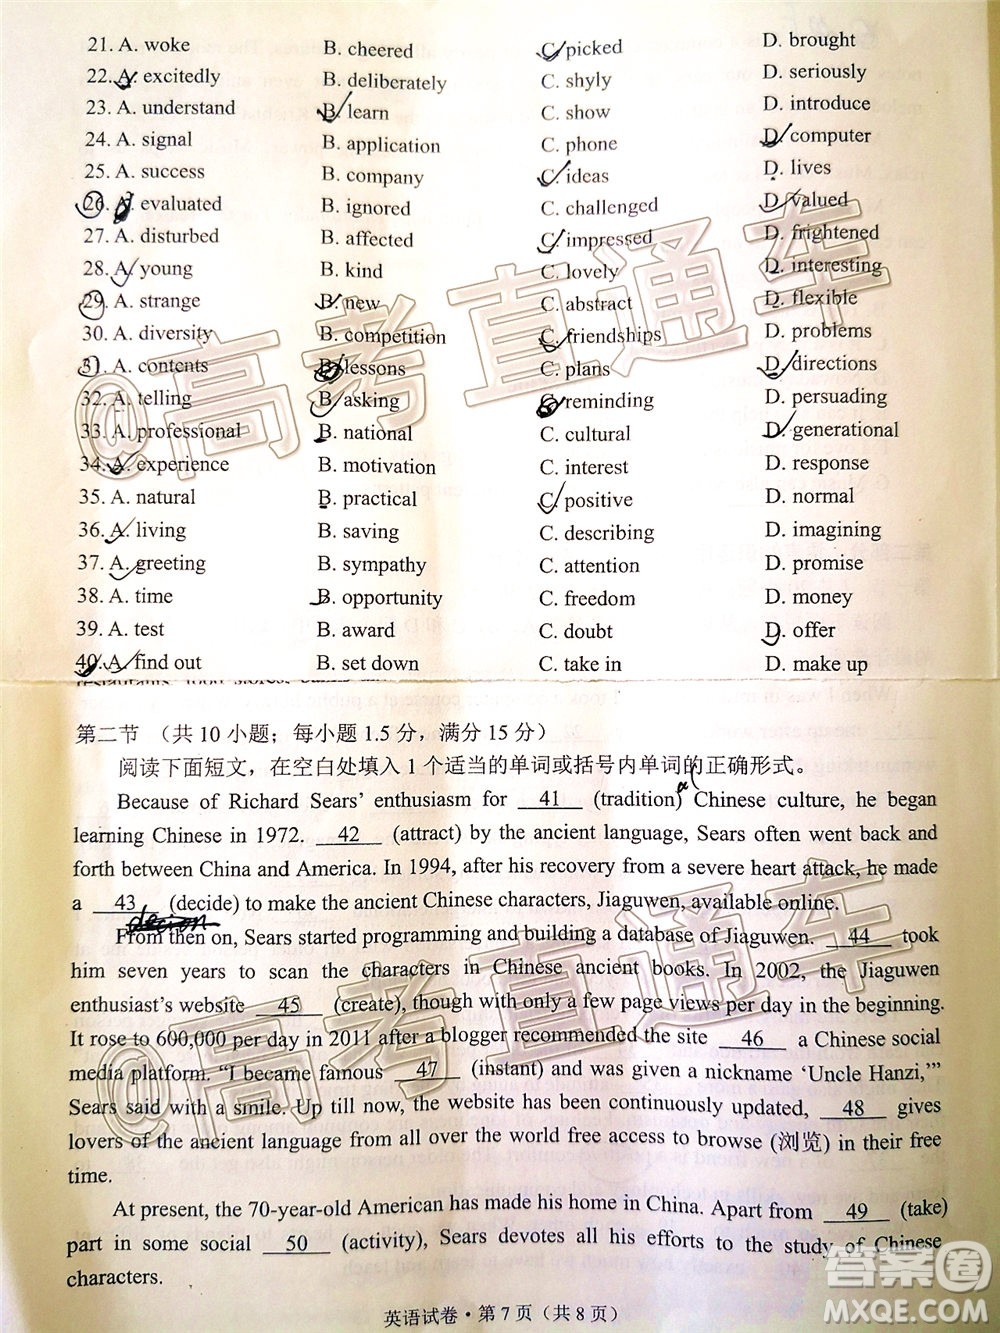 21. A. woke B. cheered C. picked D. brought
22. A. excitedly B. deliberately C. shyly D. seriously
23. A. understand B. learn C. show D. introduce
24. A. signal B. application C. phone D. computer
25. A. success B. company C. ideas D. lives
26. A. evaluated B. ignored C. challenged D. valued
27. A. disturbed B. affected C. impressed D. frightened
28. A. young B. kind C. lovely D. interesting
29. A. strange B. new C. abstract D. flexible
30. A. diversity B. competition C. friendships D. problems
31. A. contents B. lessons C. plans D. directions
32. A. telling B. asking C. reminding D. persuading
33. A. professional B. national C. cultural D. generational
34. A. experience B. motivation C. interest D. response
35. A. natural B. practical C. positive D. normal
36. A. living B. saving C. describing D. imagining
37. A. greeting B. sympathy C. attention D. promise
38. A. time B. opportunity C. freedom D. money
39. A. test B. award C. doubt D. offer
40. A. find out B. set down C. take in D. make up
第二节 （共 10 小题；每小题 1.5 分，满分 15 分）
阅读下面短文，在空白处填入 1 个适当的单词或括号内单词的正确形式。
Because of Richard Sears’ enthusiasm for 41 (tradition) Chinese culture, he began
learning Chinese in 1972. 42 (attract) by the ancient language, Sears often went back and
forth between China and America. In 1994, after his recovery from a severe heart attack, he made
a 43 (decide) to make the ancient Chinese characters, Jiaguwen, available online.
From then on, Sears started programming and building a database of Jiaguwen. 44 took
him seven years to scan the characters in Chinese ancient books. In 2002, the Jiaguwen
enthusiast’s website 45 (create), though with only a few page views per day in the beginning.
It rose to 600,000 per day in 2011 after a blogger recommended the site 46 a Chinese social
media platform. “I became famous 47 (instant) and was given a nickname ‘Uncle Hanzi,’”
Sears said with a smile. Up till now, the website has been continuously updated, 48 gives
lovers of the ancient language from all over the world free access to browse (浏览) in their free
time.
At present, the 70-year-old American has made his home in China. Apart from 49 (take)
part in some social 50 (activity), Sears devotes all his efforts to the study of Chinese
characters.
英语试卷·第 7 页（共 8 页）
@高考直通车
@高考直通车
答案圈
MXQE.COM